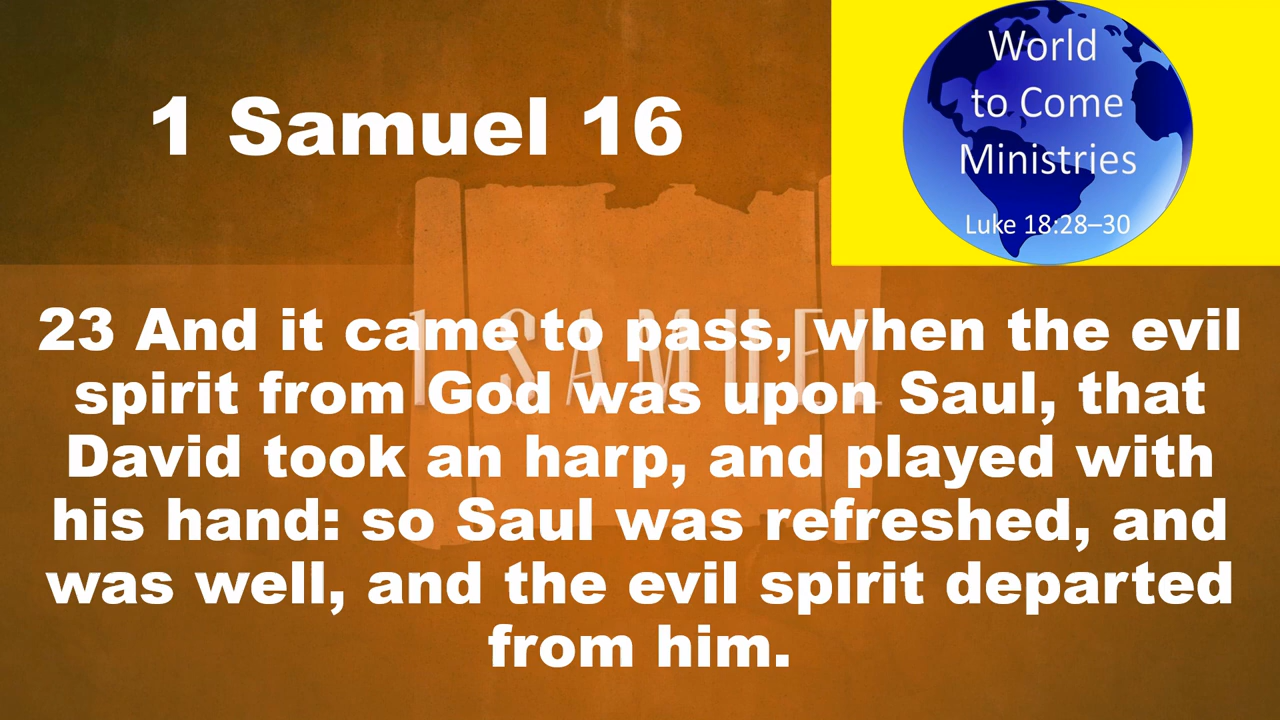 1 Samuel 16
World
to Come
Ministries
Luke 18:28–30
1 SAMUEL
23 And it came to pass, when the evil
spirit from God was upon Saul, that
David took an harp, and played with
his hand: so Saul was refreshed, and
was well, and the evil spirit departed
from him.